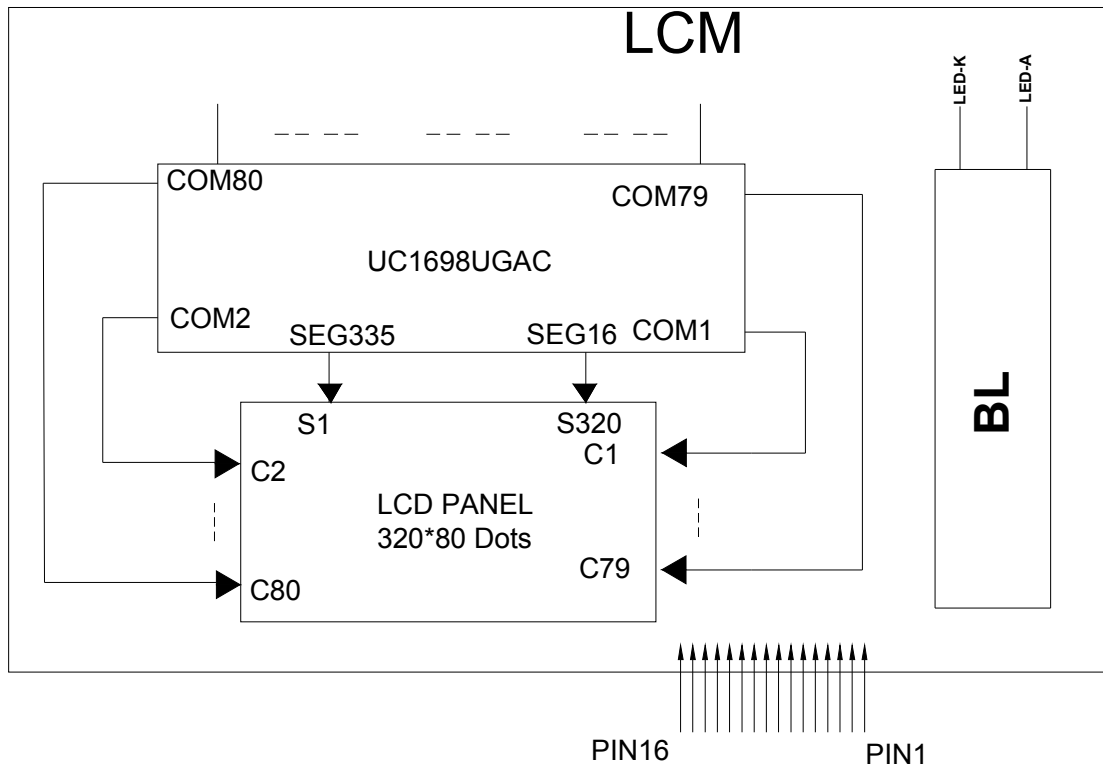 LCM
LED-K
LED-A
COM80
COM79
UC1698UGAC
COM2
SEG335
SEG16
COM1
S1
S320
C1
C2
LCD PANEL
320*80 Dots
C79
C80
BL
PIN16
PIN1